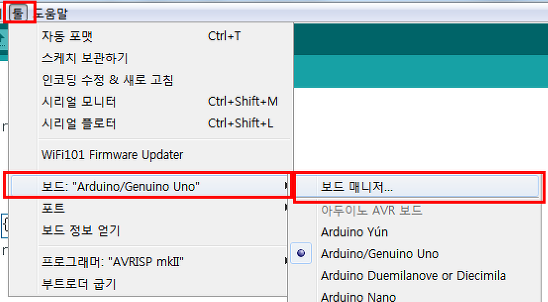 툴 도움말
자동 포맷 Ctrl+T
스케치 보관하기
인코딩 수정 & 새로 고침
시리얼 모니터 Ctrl+Shift+M
시리얼 플로터 Ctrl+Shift+L
WiFi101 Firmware Updater
보드: "Arduino/Genuino Uno"
포트
보드 정보 얻기
프로그래머: "AVRISP mkII"
부트로더 굽기
보드 매니저...
아두이노 AVR 보드
Arduino Yún
Arduino/Genuino Uno
Arduino Duemilanove or Diecimila
Arduino Nano